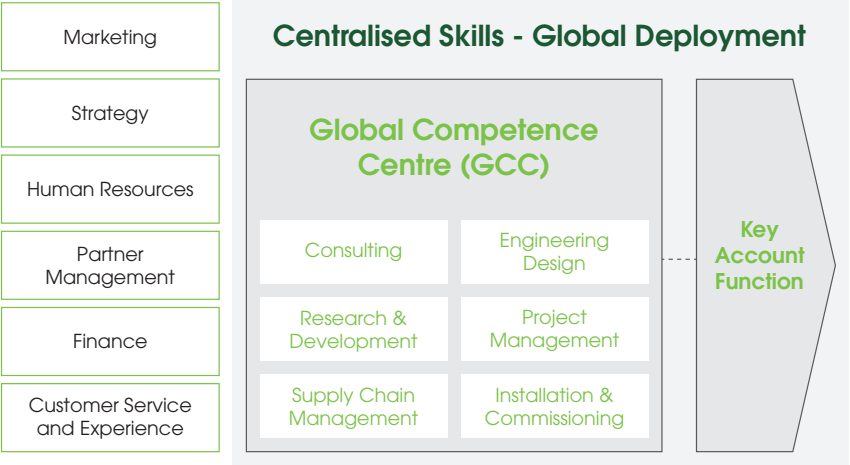 Marketing
Strategy
Human Resources
Partner
Management
Finance
Customer Service
and Experience
Centralised Skills - Global Deployment
Global Competence
Centre (GCC)
Consulting
Engineering
Design
Research &
Development
Project
Management
Supply Chain
Management
Installation &
Commissioning
Key
Account
Function